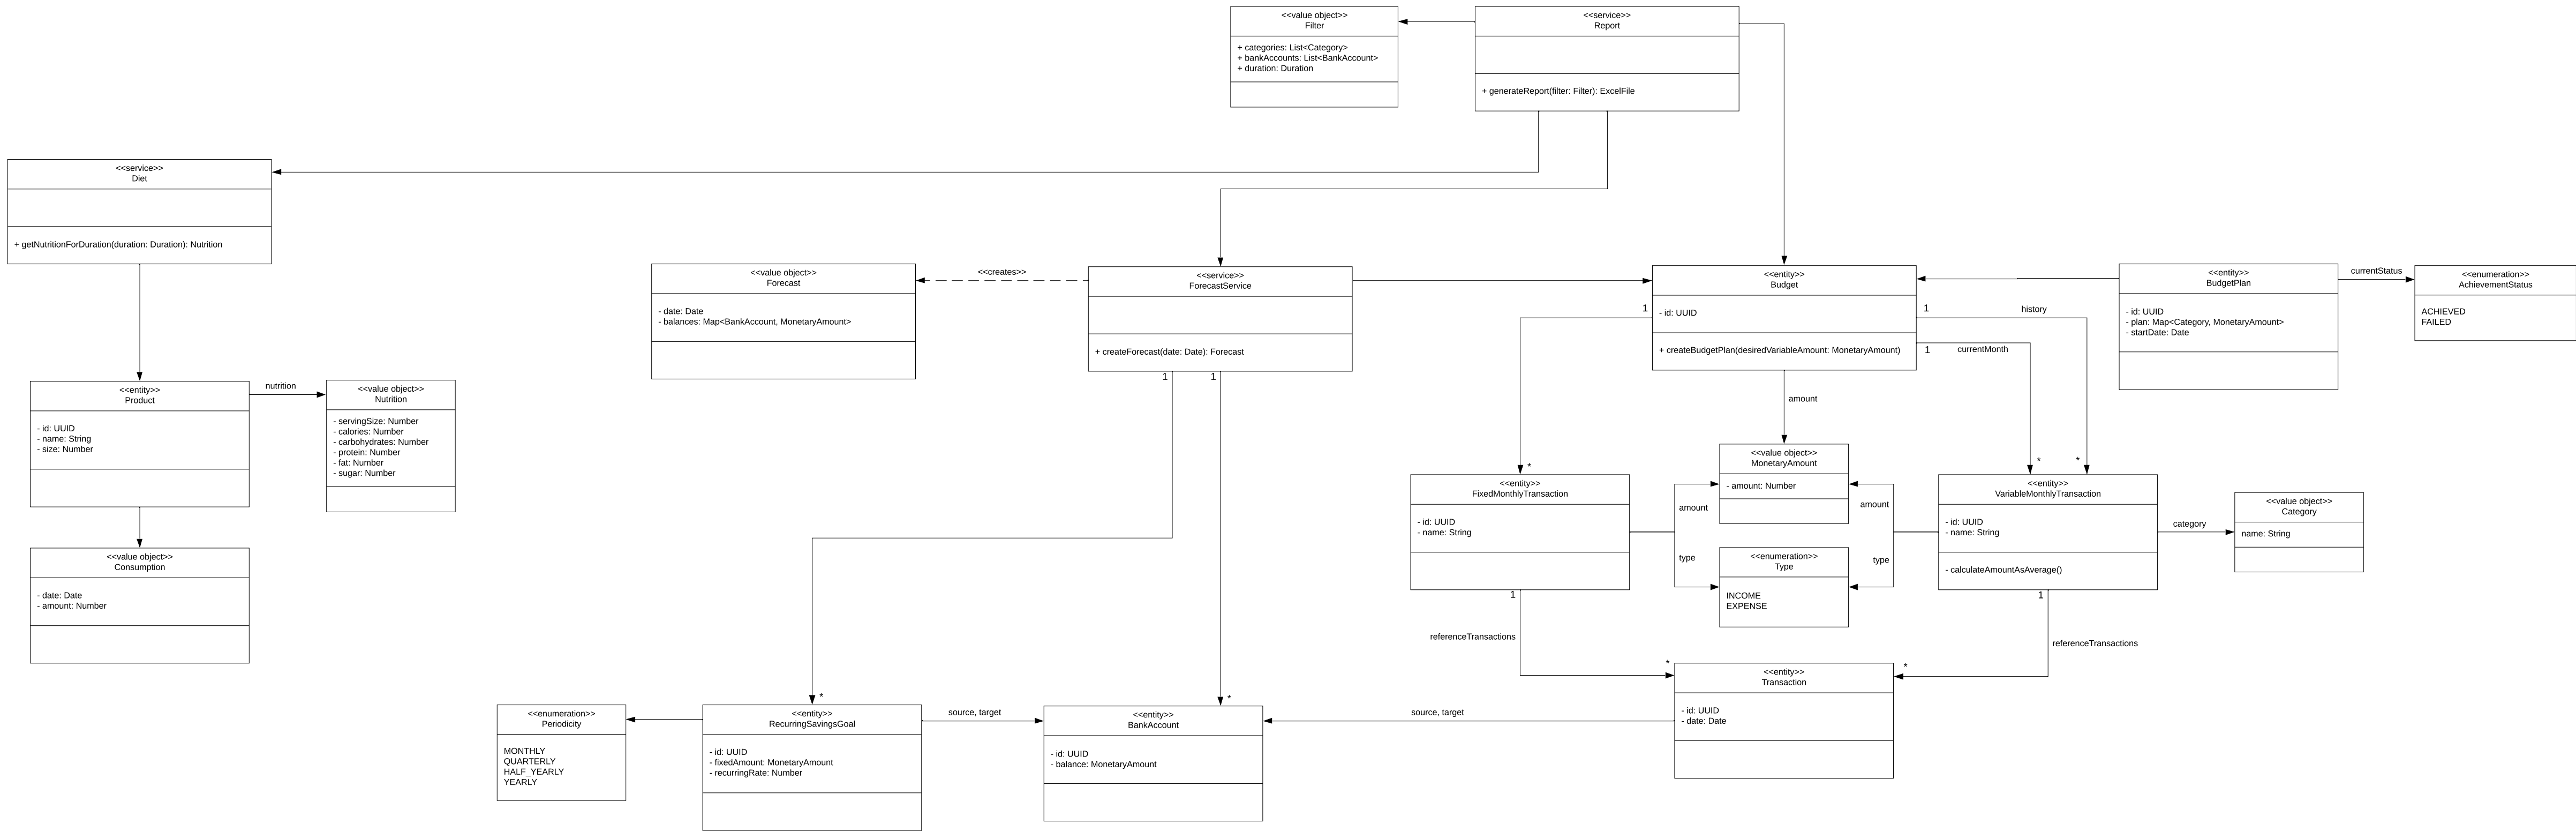 <<value object>>
Filter
+ categories: List<Category>
+ bankAccounts: List<BankAccount>
+ duration: Duration
<<service>>
Report
+ generateReport(filter: Filter): ExcelFile
<<service>>
Diet
+ getNutritionForDuration(duration: Duration): Nutrition
<<value object>>
Forecast
- date: Date
- balances: Map<BankAccount, MonetaryAmount>
<<creates>>
<<service>>
ForecastService
+ createForecast(date: Date): Forecast
1
1
<<entity>>
Budget
- id: UUID
+ createBudgetPlan(desiredVariableAmount: MonetaryAmount)
1
1
history
1
currentMonth
amount
<<entity>>
BudgetPlan
- id: UUID
- plan: Map<Category, MonetaryAmount>
- startDate: Date
currentStatus
<<enumeration>>
AchievementStatus
ACHIEVED
FAILED
<<entity>>
Product
- id: UUID
- name: String
- size: Number
nutrition
<<value object>>
Nutrition
- servingSize: Number
- calories: Number
- carbohydrates: Number
- protein: Number
- fat: Number
- sugar: Number
<<value object>>
Consumption
- date: Date
- amount: Number
*
<<entity>>
FixedMonthlyTransaction
- id: UUID
- name: String
amount
type
<<value object>>
MonetaryAmount
- amount: Number
<<enumeration>>
Type
INCOME
EXPENSE
amount
type
*
*
<<entity>>
VariableMonthlyTransaction
- id: UUID
- name: String
- calculateAmountAsAverage()
category
<<value object>>
Category
name: String
1
referenceTransactions
*
1
referenceTransactions
*
<<entity>>
Transaction
- id: UUID
- date: Date
source, target
<<enumeration>>
Periodicity
MONTHLY
QUARTERLY
HALF_YEARLY
YEARLY
*
<<entity>>
RecurringSavingsGoal
- id: UUID
- fixedAmount: MonetaryAmount
- recurringRate: Number
source, target
*
<<entity>>
BankAccount
- id: UUID
- balance: MonetaryAmount